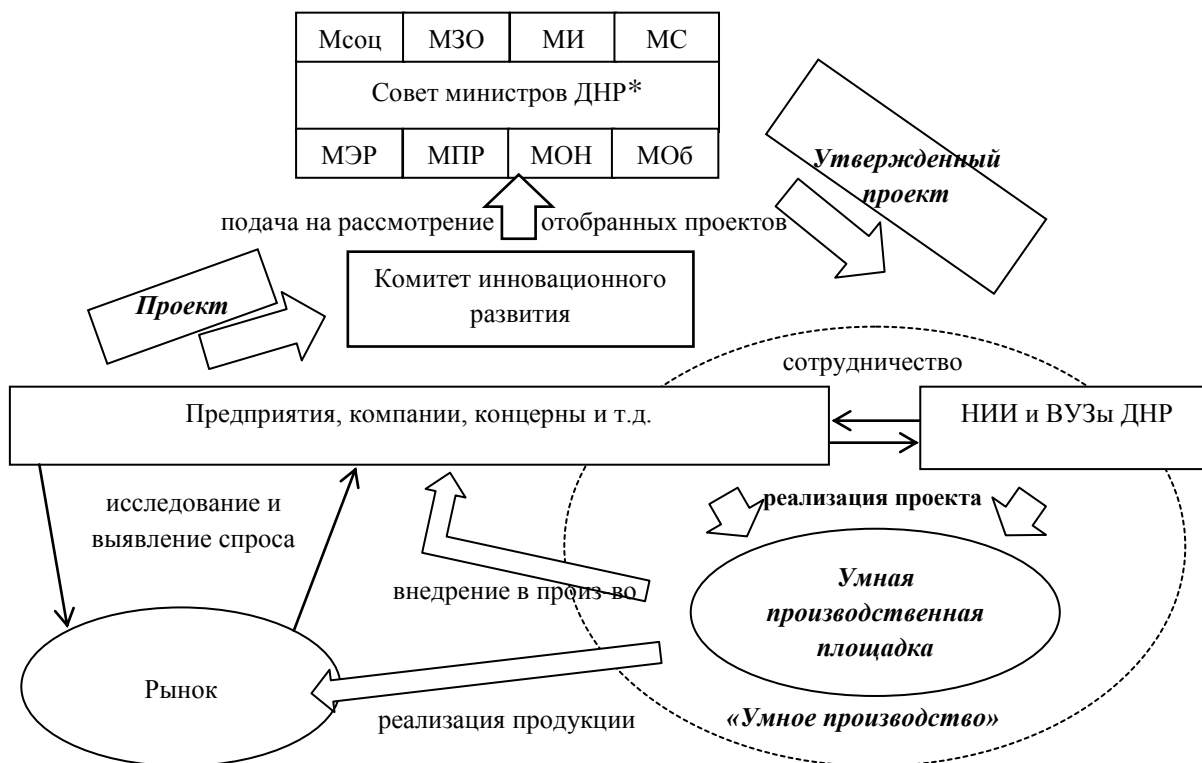 Мсоц МЗО МИ МС
Совет министров ДНР*
МЭР МПР МОН МОб
Утвержденный
проект
подача на рассмотрение отобранных проектов
Проект
Комитет инновационного
развития
сотрудничество
Предприятия, компании, концерны и т.д.
НИИ и ВУЗы ДНР
исследование и
выявление спроса
реализация проекта
внедрение в произ-во
Умная
производственная
площадка
Рынок
реализация продукции
«Умное производство»